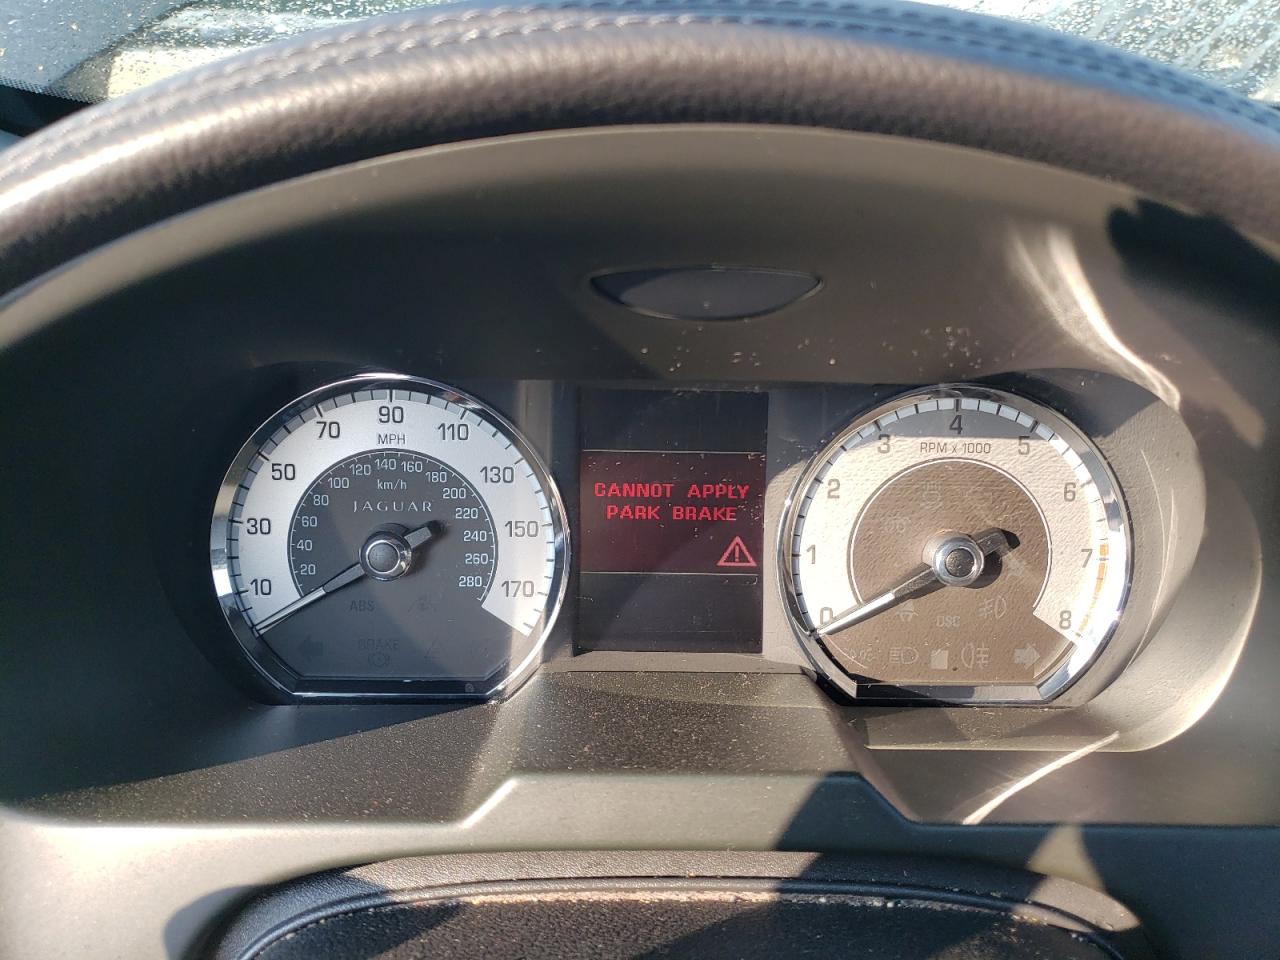 10 30 50 70 90 110 130 150 170
MPH
20 40 60 80 100 120 140 160 180 200 220 240 260 280
km/h
JAGUAR
ABS
BRAKE
CANNOT APPLY
PARK BRAKE
0 1 2 3 4 5 6 7 8
RPM x 1000
DSC